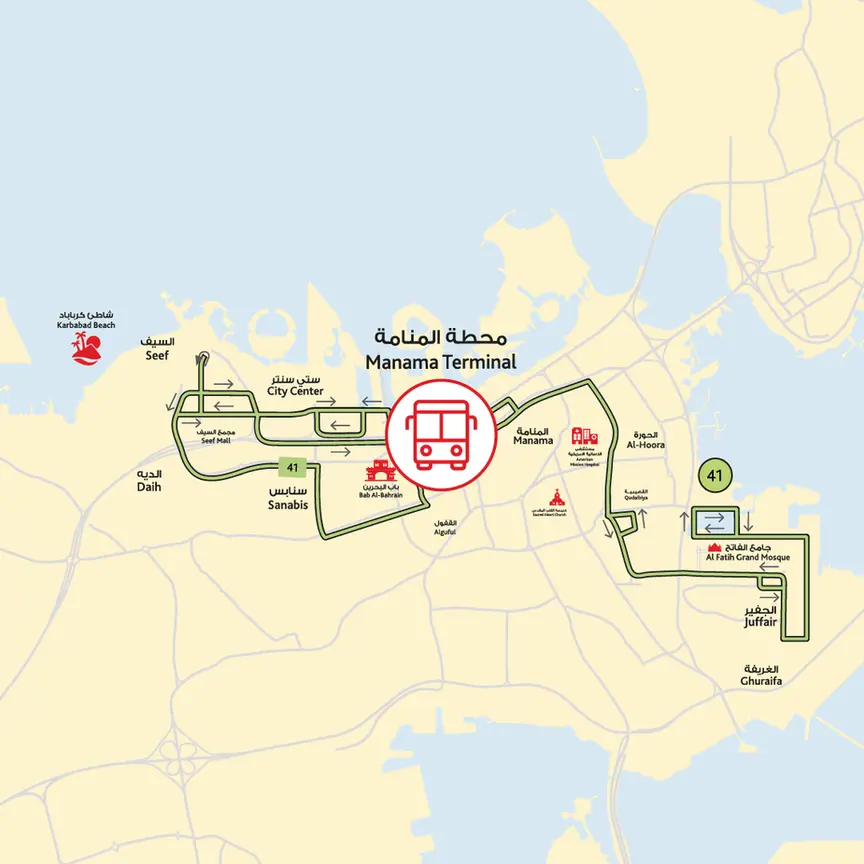 شاطئ كرباباد
Karbabad Beach
السيف
Seef
محطة المنامة
Manama Terminal
ستي سنتر
City Center
مجمع السيف
Seef Mall
المنامة
Manama
مستشفى
الارسالية الامريكية
American
Mission Hospital
الحورة
Al-Hoora
الديه
Daih
41
سنابس
Sanabis
باب البحرين
Bab Al-Bahrain
القضيبية
Qudaibiya
41
كنيسة القلب المقدس
Sacred Heart Church
القفول
Alguful
جامع الفاتح
Al Fatih Grand Mosque
الجفير
Juffair
الغريفة
Ghuraifa